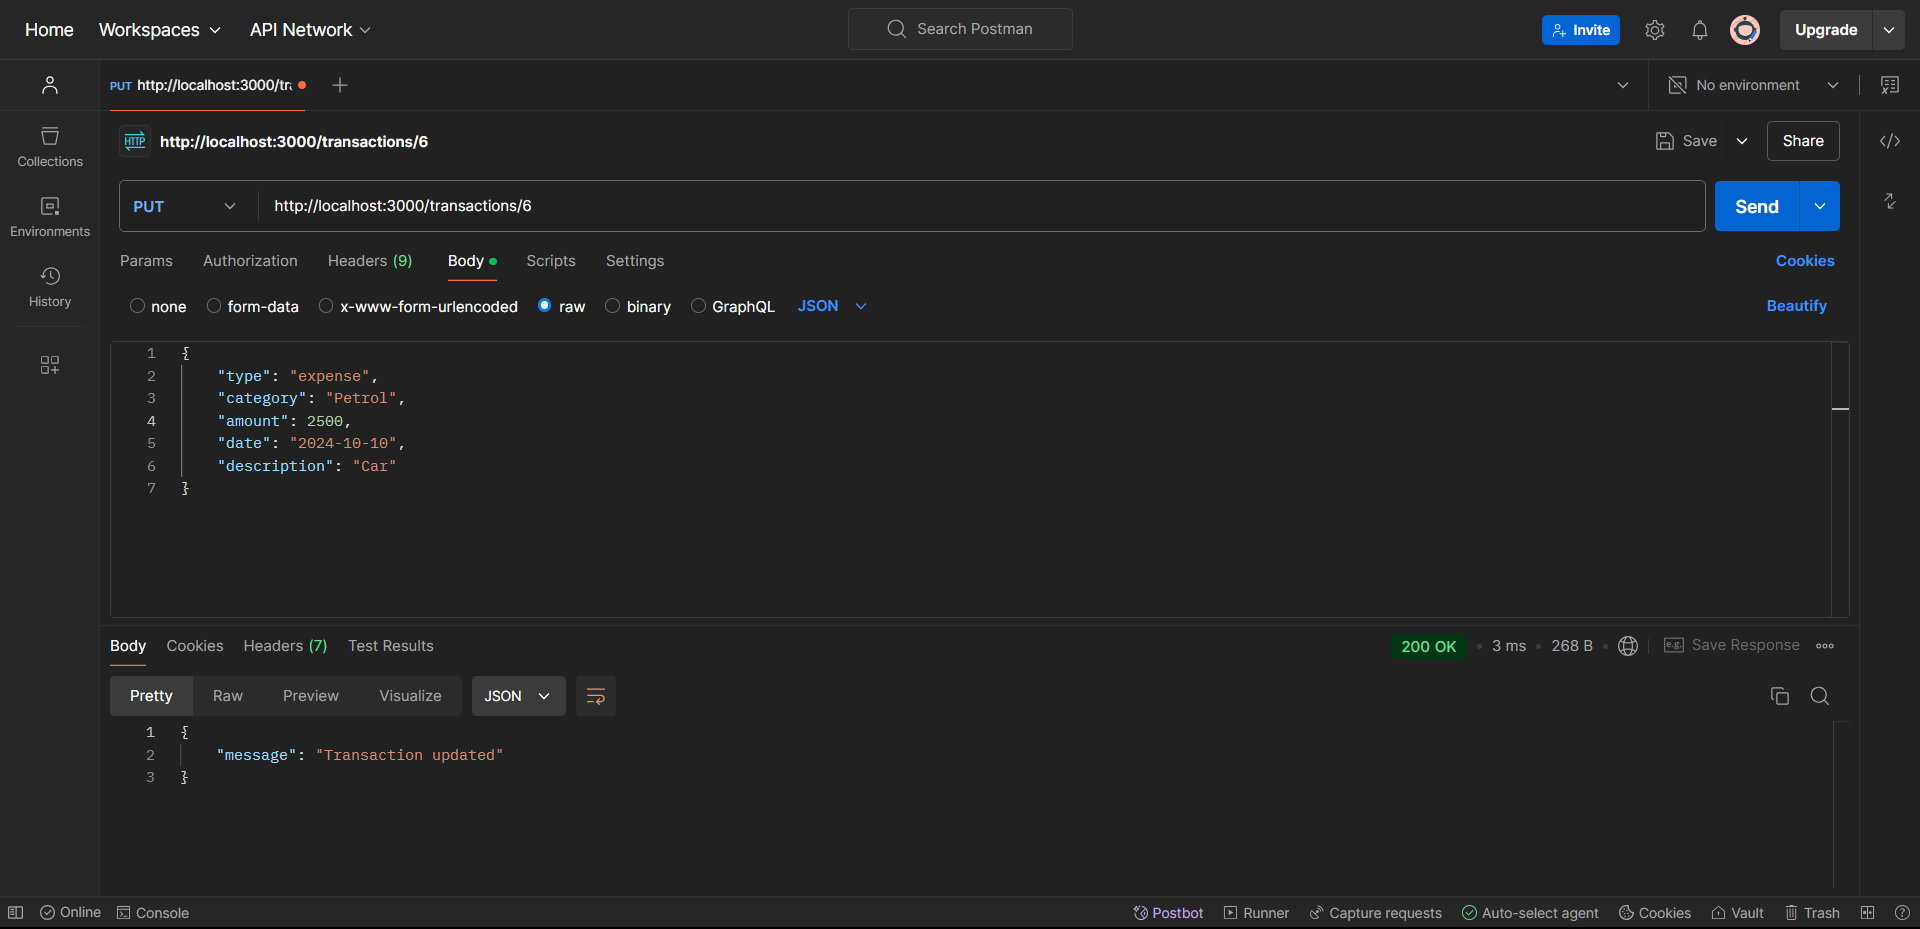 Home Workspaces API Network Search Postman Invite Upgrade
PUT http://localhost:3000/tr No environment
HTTP http://localhost:3000/transactions/6 Save Share
Collections
Environments
History
PUT http://localhost:3000/transactions/6 Send
Params Authorization Headers (9) Body Scripts Settings Cookies
none form-data x-www-form-urlencoded raw binary GraphQL JSON Beautify
1 {
2 "type": "expense",
3 "category": "Petrol",
4 "amount": 2500,
5 "date": "2024-10-10",
6 "description": "Car"
7 }
Body Cookies Headers (7) Test Results 200 OK • 3 ms • 268 B • e.g. Save Response
Pretty Raw Preview Visualize JSON
1 {
2 "message": "Transaction updated"
3 }
Online Console Postbot Runner Capture requests Auto-select agent Cookies Vault Trash